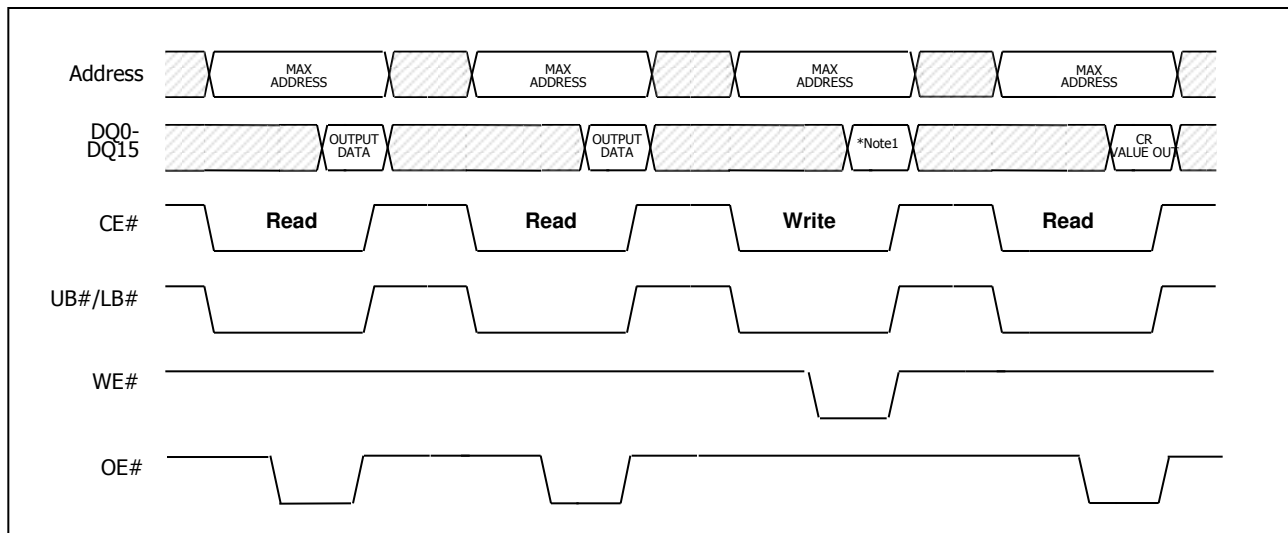 Address
MAX
ADDRESS
MAX
ADDRESS
MAX
ADDRESS
MAX
ADDRESS
DQ0-
DQ15
OUTPUT
DATA
OUTPUT
DATA
*Note1
CR
VALUE OUT
CE#
Read
Read
Write
Read
UB#/LB#
WE#
OE#